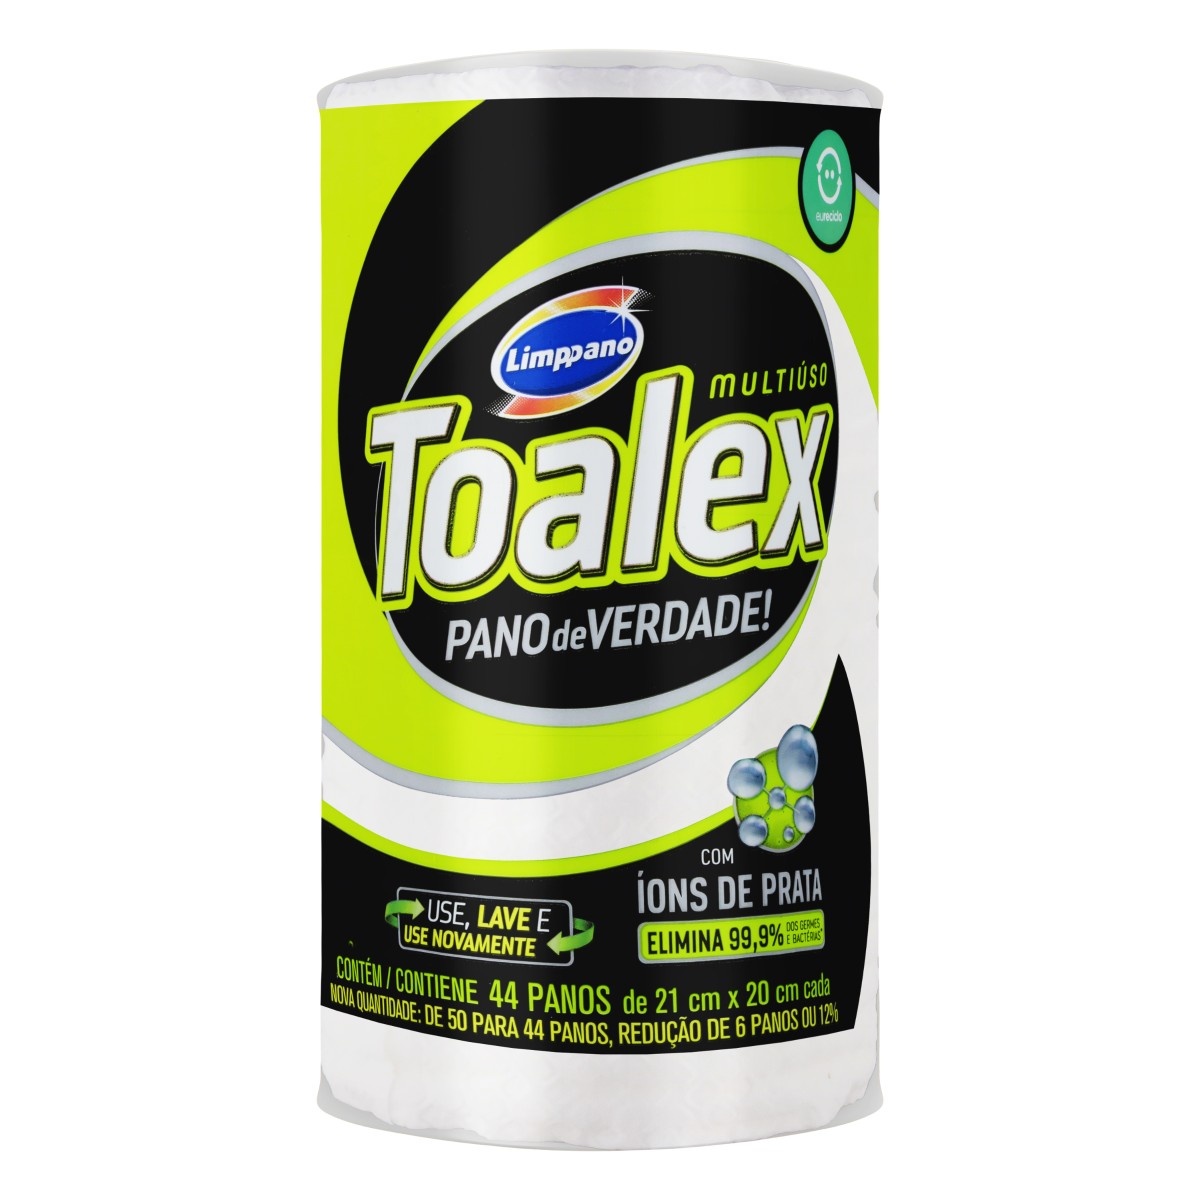 eureciclo
Limppano
MULTIÚSO
Toalex
PANO de VERDADE!
COM
ÍONS DE PRATA
ELIMINA 99,9% DOS GERMES
E BACTÉRIAS*
USE, LAVE E
USE NOVAMENTE
CONTÉM / CONTIENE 44 PANOS de 21 cm x 20 cm cada
NOVA QUANTIDADE: DE 50 PARA 44 PANOS, REDUÇÃO DE 6 PANOS OU 12%